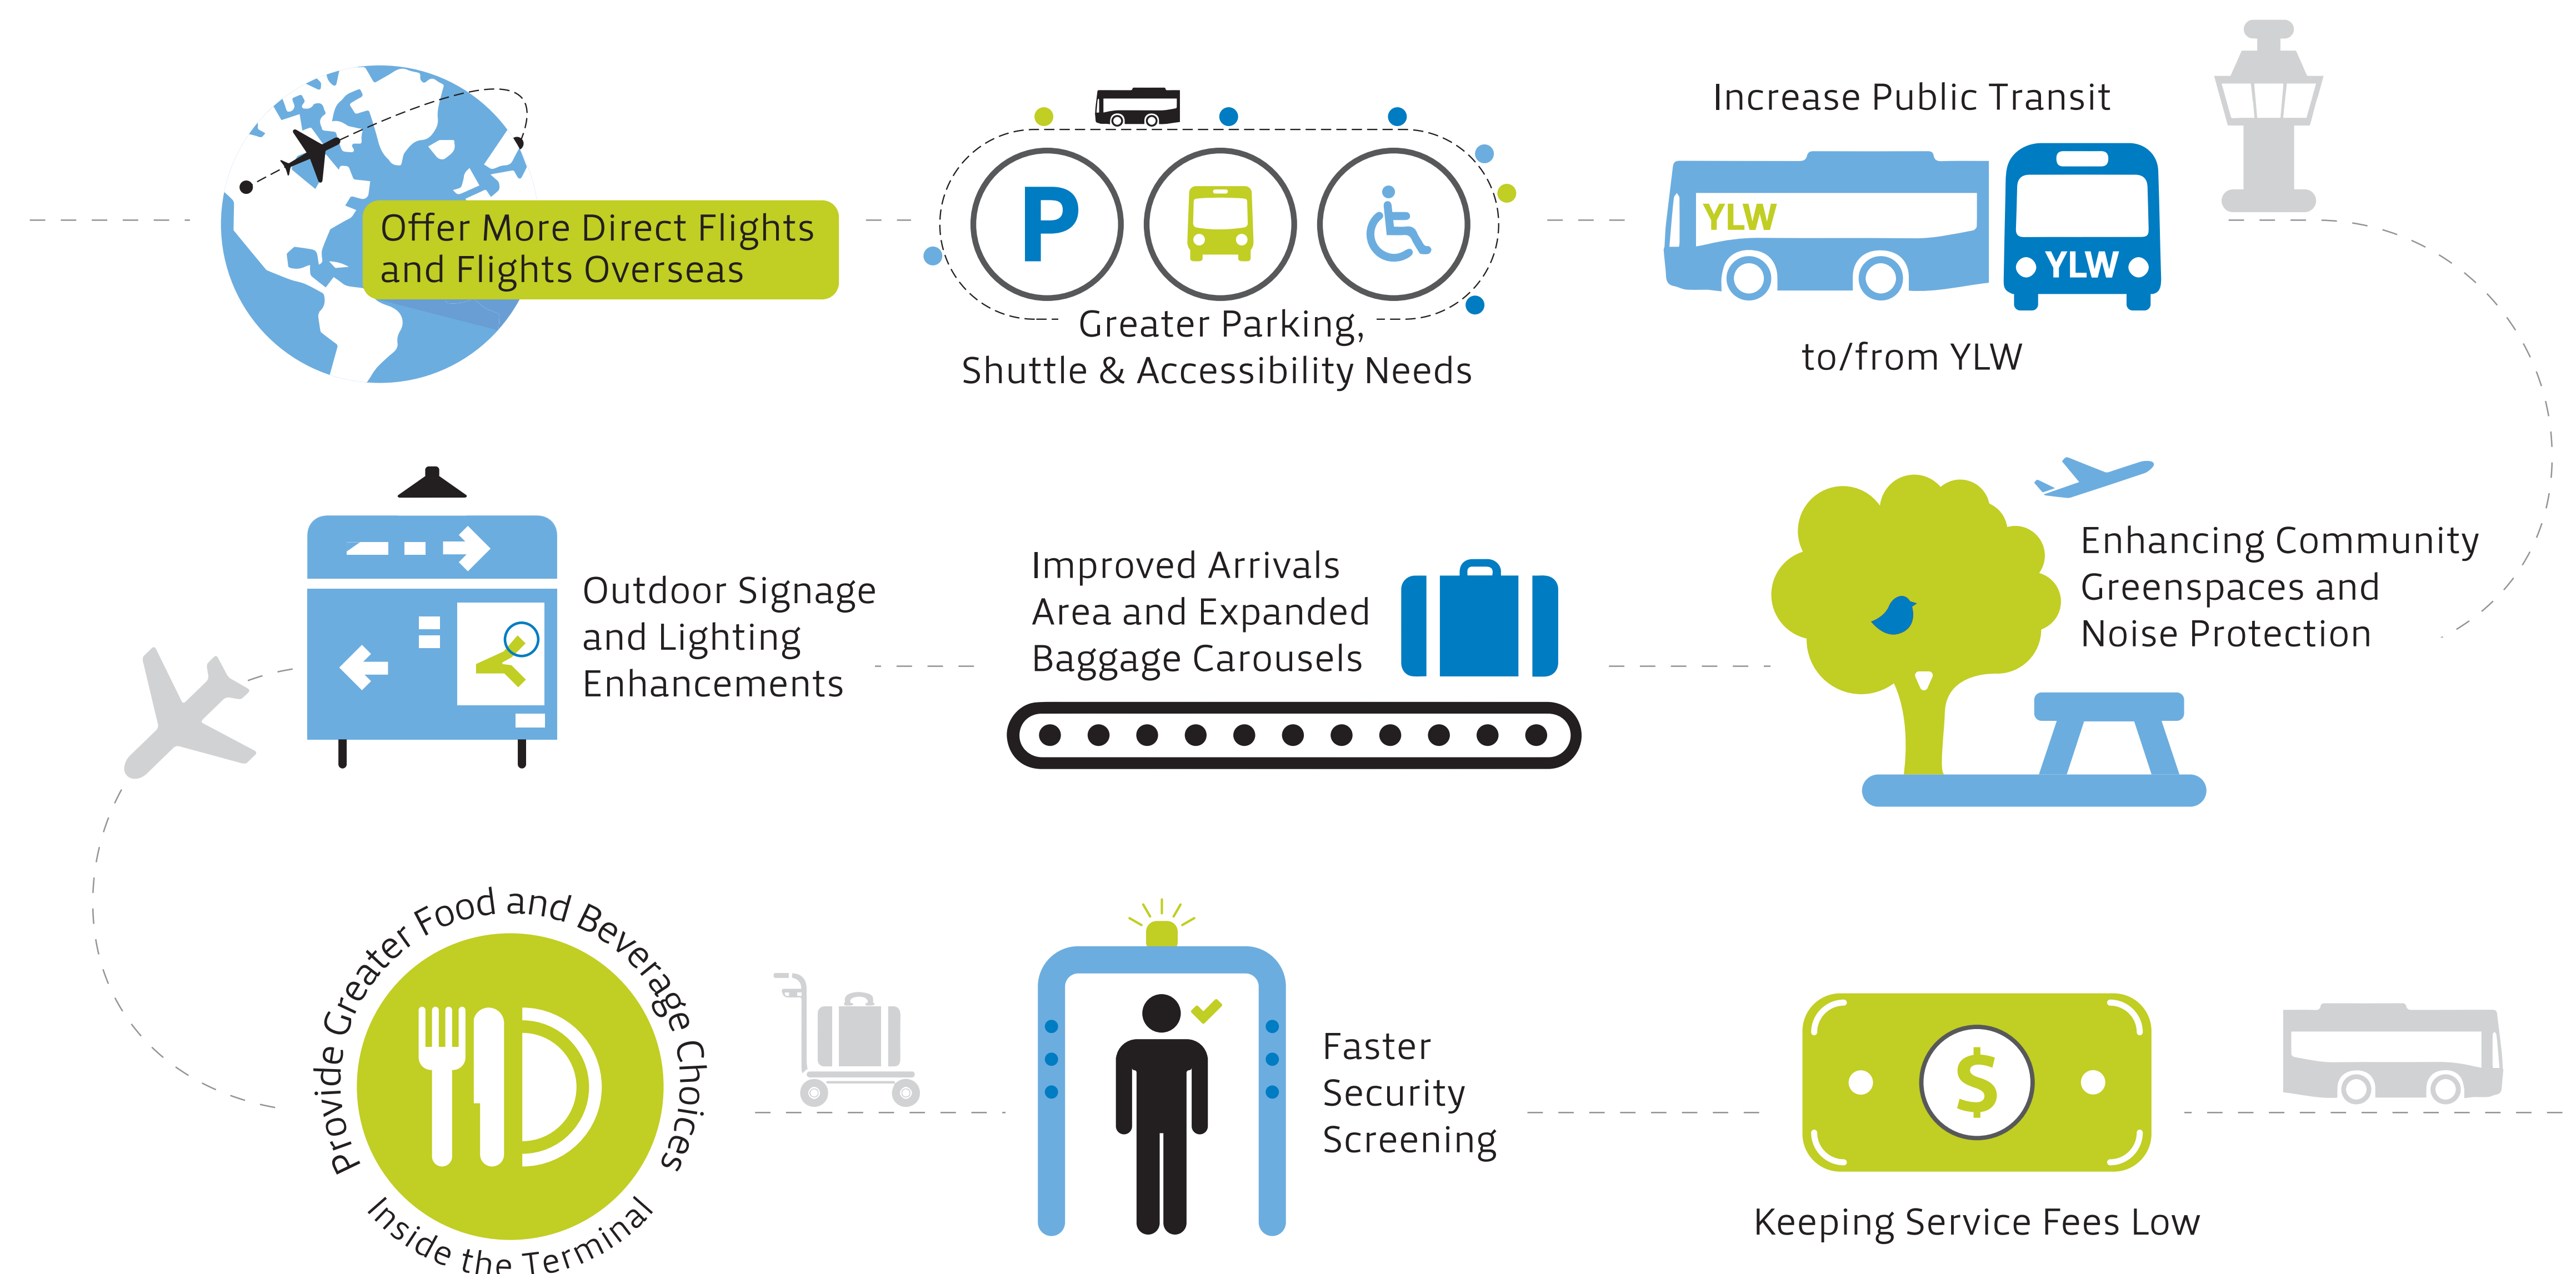 Offer More Direct Flights
and Flights Overseas
P
Greater Parking,
Shuttle & Accessibility Needs
Increase Public Transit
YLW
YLW
to/from YLW
Outdoor Signage
and Lighting
Enhancements
Improved Arrivals
Area and Expanded
Baggage Carousels
Enhancing Community
Greenspaces and
Noise Protection
Provide Greater Food and Beverage Choices
Inside the Terminal
Faster
Security
Screening
$
Keeping Service Fees Low